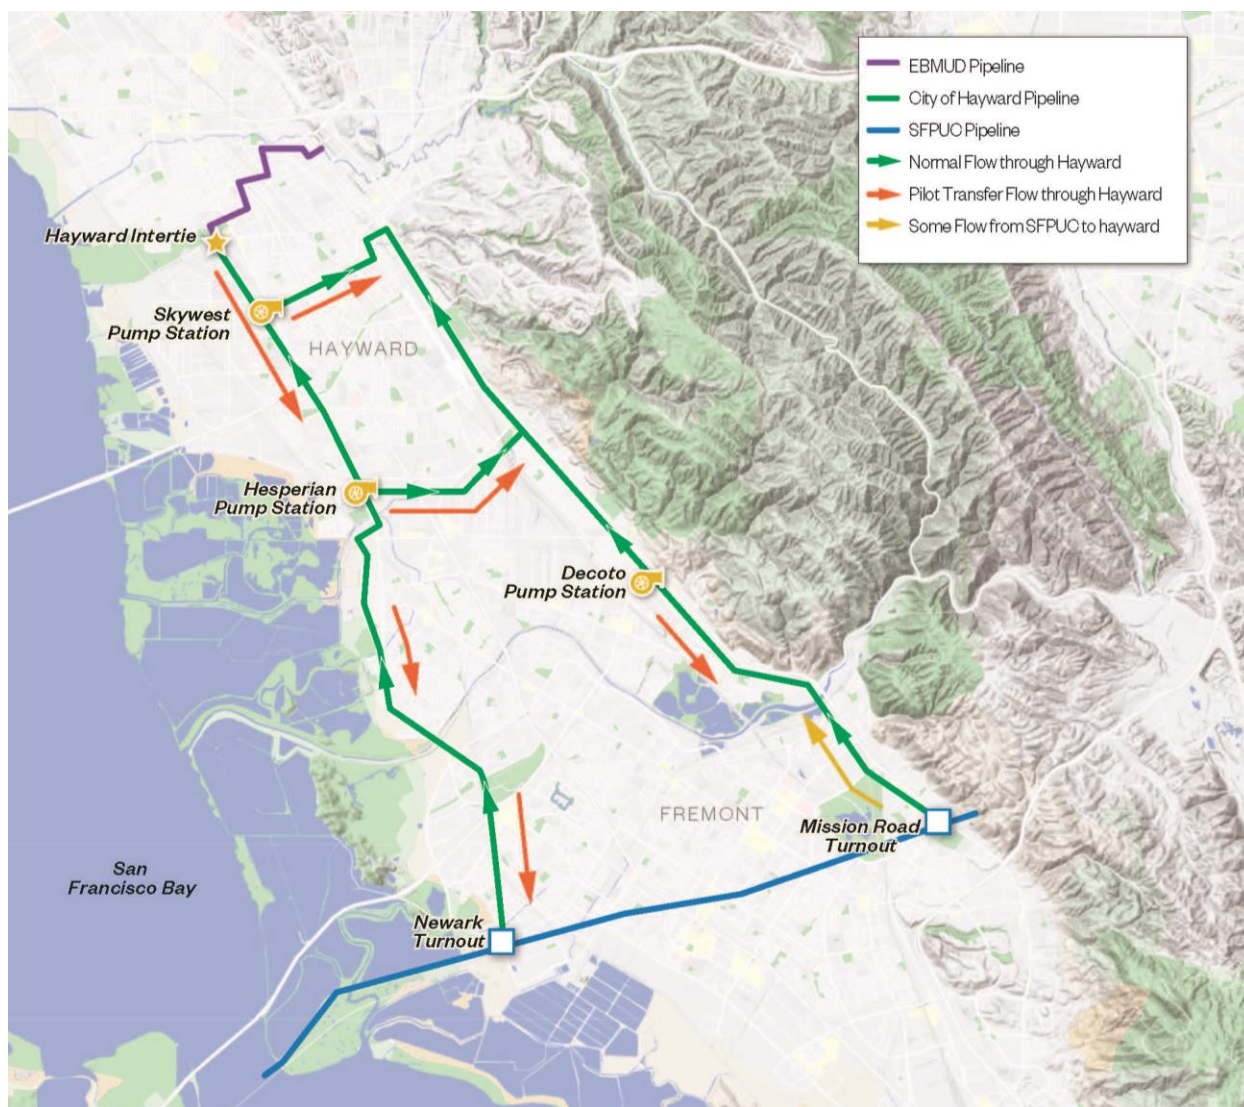 EBMUD Pipeline
City of Hayward Pipeline
SFPUC Pipeline
Normal Flow through Hayward
Pilot Transfer Flow through Hayward
Some Flow from SFPUC to hayward
Hayward Intertie
Skywest
Pump Station
HAYWARD
Hesperian
Pump Station
Decoto
Pump Station
FREMONT
Mission Road
Turnout
San
Francisco Bay
Newark
Turnout